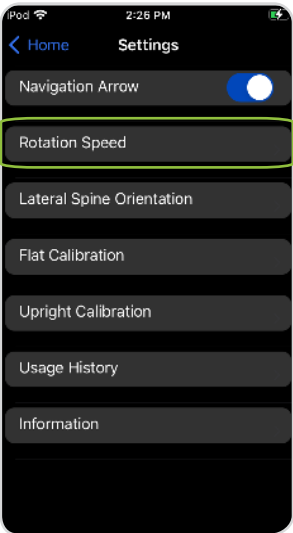 iPod 2:26 PM
Home Settings
Navigation Arrow
Rotation Speed
Lateral Spine Orientation
Flat Calibration
Upright Calibration
Usage History
Information